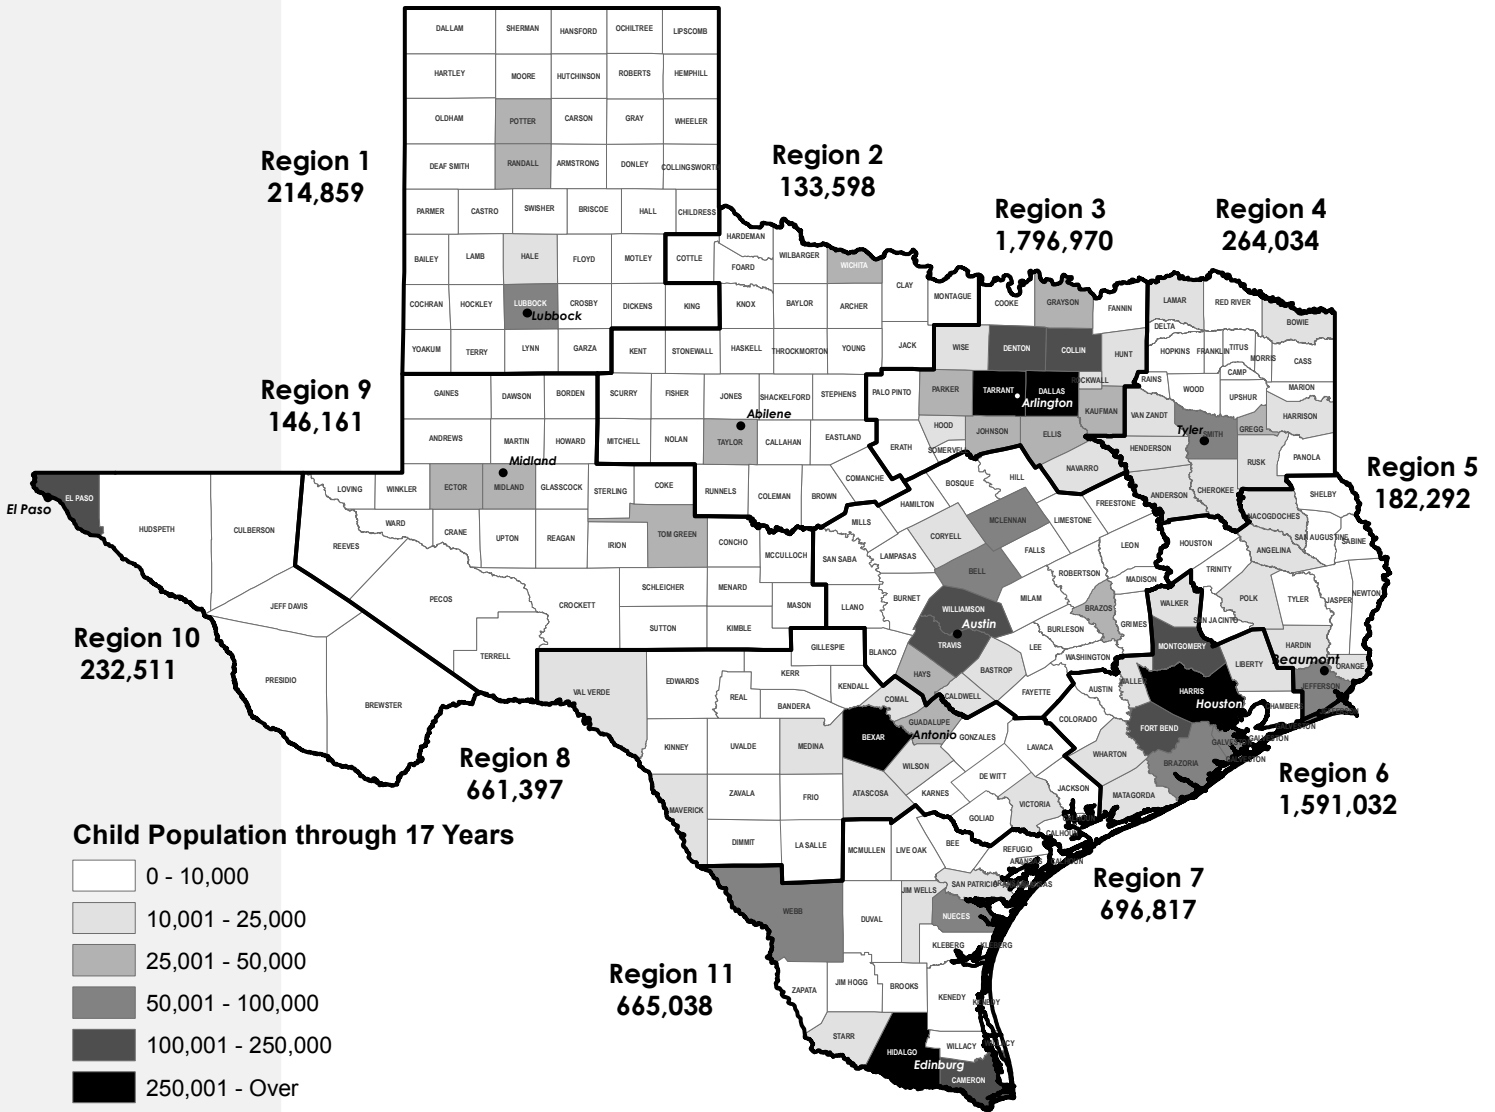 DALLAM SHERMAN HANSFORD OCHILTREE LIPSCOMB
HARTLEY MOORE HUTCHINSON ROBERTS HEMPHILL
OLDHAM POTTER CARSON GRAY WHEELER
Region 1
214,859
DEAF SMITH RANDALL ARMSTRONG DONLEY COLLINGSWORTH
Region 2
133,598
PARMER CASTRO SWISHER BRISCOE HALL CHILDRESS
Region 3
1,796,970
Region 4
264,034
BAILEY LAMB HALE FLOYD MOTLEY COTTLE HARDEMAN FOARD WILBARGER WICHITA
COCHRAN HOCKLEY LUBBOCK CROSBY DICKENS KING KNOX BAYLOR ARCHER CLAY MONTAGUE COOKE GRAYSON FANNIN LAMAR RED RIVER BOWIE
Lubbock
DELTA
YOAKUM TERRY LYNN GARZA KENT STONEWALL HASKELL THROCKMORTON YOUNG JACK WISE DENTON COLLIN HUNT HOPKINS FRANKLIN TITUS MORRIS CASS
CAMP
Region 9
146,161
GAINES DAWSON BORDEN SCURRY FISHER JONES SHACKELFORD STEPHENS PALO PINTO PARKER TARRANT DALLAS ROCKWALL RAINS WOOD UPSHUR MARION
Arlington
KAUFMAN VAN ZANDT HARRISON
Abilene
ANDREWS MARTIN HOWARD MITCHELL NOLAN TAYLOR CALLAHAN EASTLAND ERATH HOOD JOHNSON ELLIS SMITH GREGG
Tyler
SOMERVELL HENDERSON
Midland
NAVARRO RUSK PANOLA
Region 5
182,292
El Paso
EL PASO HUDSPETH CULBERSON LOVING WINKLER ECTOR MIDLAND GLASSCOCK STERLING COKE RUNNELS COLEMAN BROWN COMANCHE BOSQUE HILL ANDERSON CHEROKEE SHELBY
HAMILTON FREESTONE NACOGDOCHES
REEVES WARD CRANE UPTON REAGAN IRION TOM GREEN CONCHO MCCULLOCH MILLS SAN SABA LAMPASAS CORYELL MCLENNAN LIMESTONE FALLS LEON HOUSTON ANGELINA SAN AUGUSTINE SABINE
JEFF DAVIS PECOS CROCKETT SCHLEICHER MENARD MASON LLANO BURNET BELL MILAM ROBERTSON MADISON BRAZOS TRINITY POLK TYLER JASPER NEWTON
WILLIAMSON WALKER
Austin
SUTTON KIMBLE TRAVIS BURLESON GRIMES SAN JACINTO
Region 10
232,511
TERRELL GILLESPIE BLANCO LEE WASHINGTON MONTGOMERY HARDIN
Beaumont
LIBERTY ORANGE
PRESIDIO BREWSTER VAL VERDE EDWARDS REAL KERR KENDALL BANDERA HAYS BASTROP FAYETTE AUSTIN WALLER HARRIS JEFFERSON
Houston
COMAL CALDWELL CHAMBERS
KINNEY UVALDE MEDINA BEXAR GUADALUPE GONZALES LAVACA COLORADO FORT BEND GALVESTON
Antonio
Region 8
661,397
WILSON DE WITT WHARTON BRAZORIA
Region 6
1,591,032
MAVERICK ZAVALA FRIO ATASCOSA KARNES VICTORIA JACKSON MATAGORDA
GOLIAD CALHOUN
Child Population through 17 Years
DIMMIT LA SALLE MCMULLEN LIVE OAK BEE REFUGIO
0 - 10,000
Region 7
696,817
10,001 - 25,000
WEBB DUVAL JIM WELLS SAN PATRICIO NUECES
25,001 - 50,000
KLEBERG
Region 11
665,038
50,001 - 100,000
ZAPATA JIM HOGG BROOKS KENEDY
100,001 - 250,000
STARR HIDALGO WILLACY
Edinburg
CAMERON
250,001 - Over